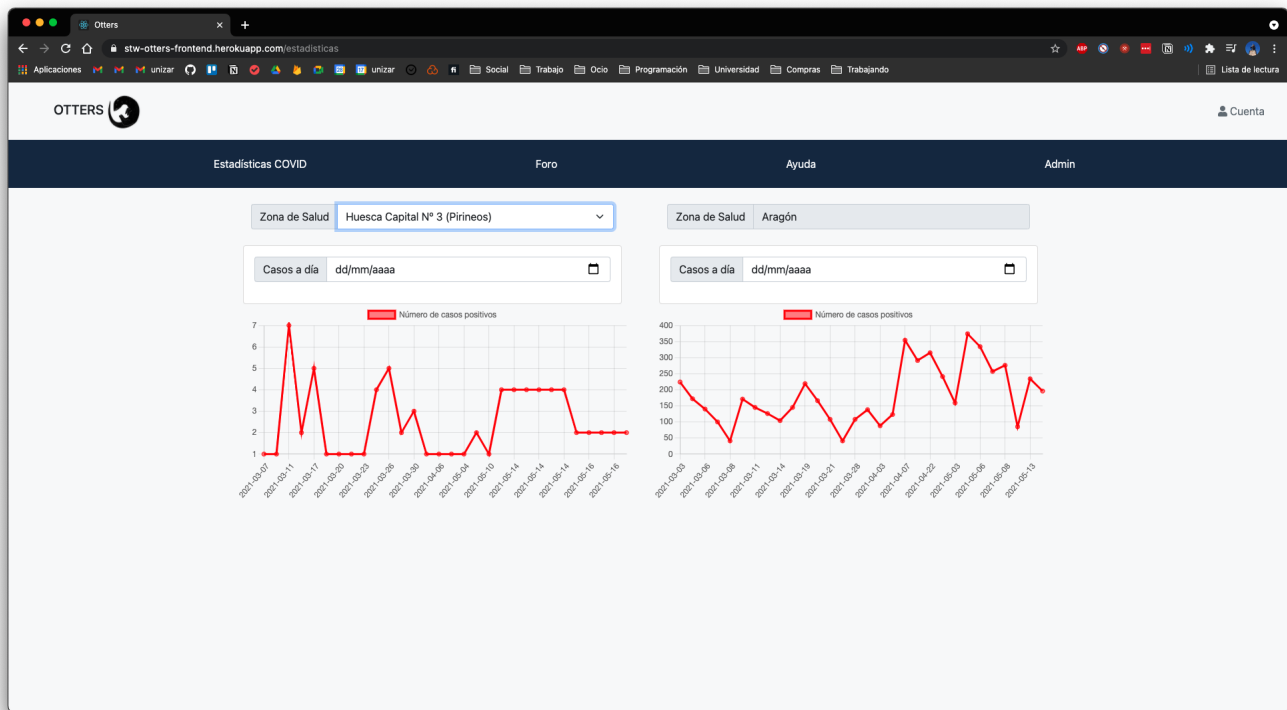 Otters
stw-otters-frontend.herokuapp.com/estadisticas
ABP
Aplicaciones unizar unizar Social Trabajo Ocio Programación Universidad Compras Trabajando Lista de lectura
OTTERS Cuenta
Estadísticas COVID Foro Ayuda Admin
Zona de Salud Huesca Capital Nº 3 (Pirineos)
Casos a día dd/mm/aaaa
Número de casos positivos
7
6
5
4
3
2
1
2021-03-07 2021-03-11 2021-03-17 2021-03-20 2021-03-23 2021-03-26 2021-03-30 2021-04-06 2021-05-04 2021-05-10 2021-05-14 2021-05-14 2021-05-14 2021-05-16 2021-05-16
Zona de Salud Aragón
Casos a día dd/mm/aaaa
Número de casos positivos
400
350
300
250
200
150
100
50
0
2021-03-03 2021-03-06 2021-03-08 2021-03-11 2021-03-14 2021-03-19 2021-03-21 2021-03-28 2021-04-03 2021-04-07 2021-04-22 2021-05-03 2021-05-06 2021-05-08 2021-05-13